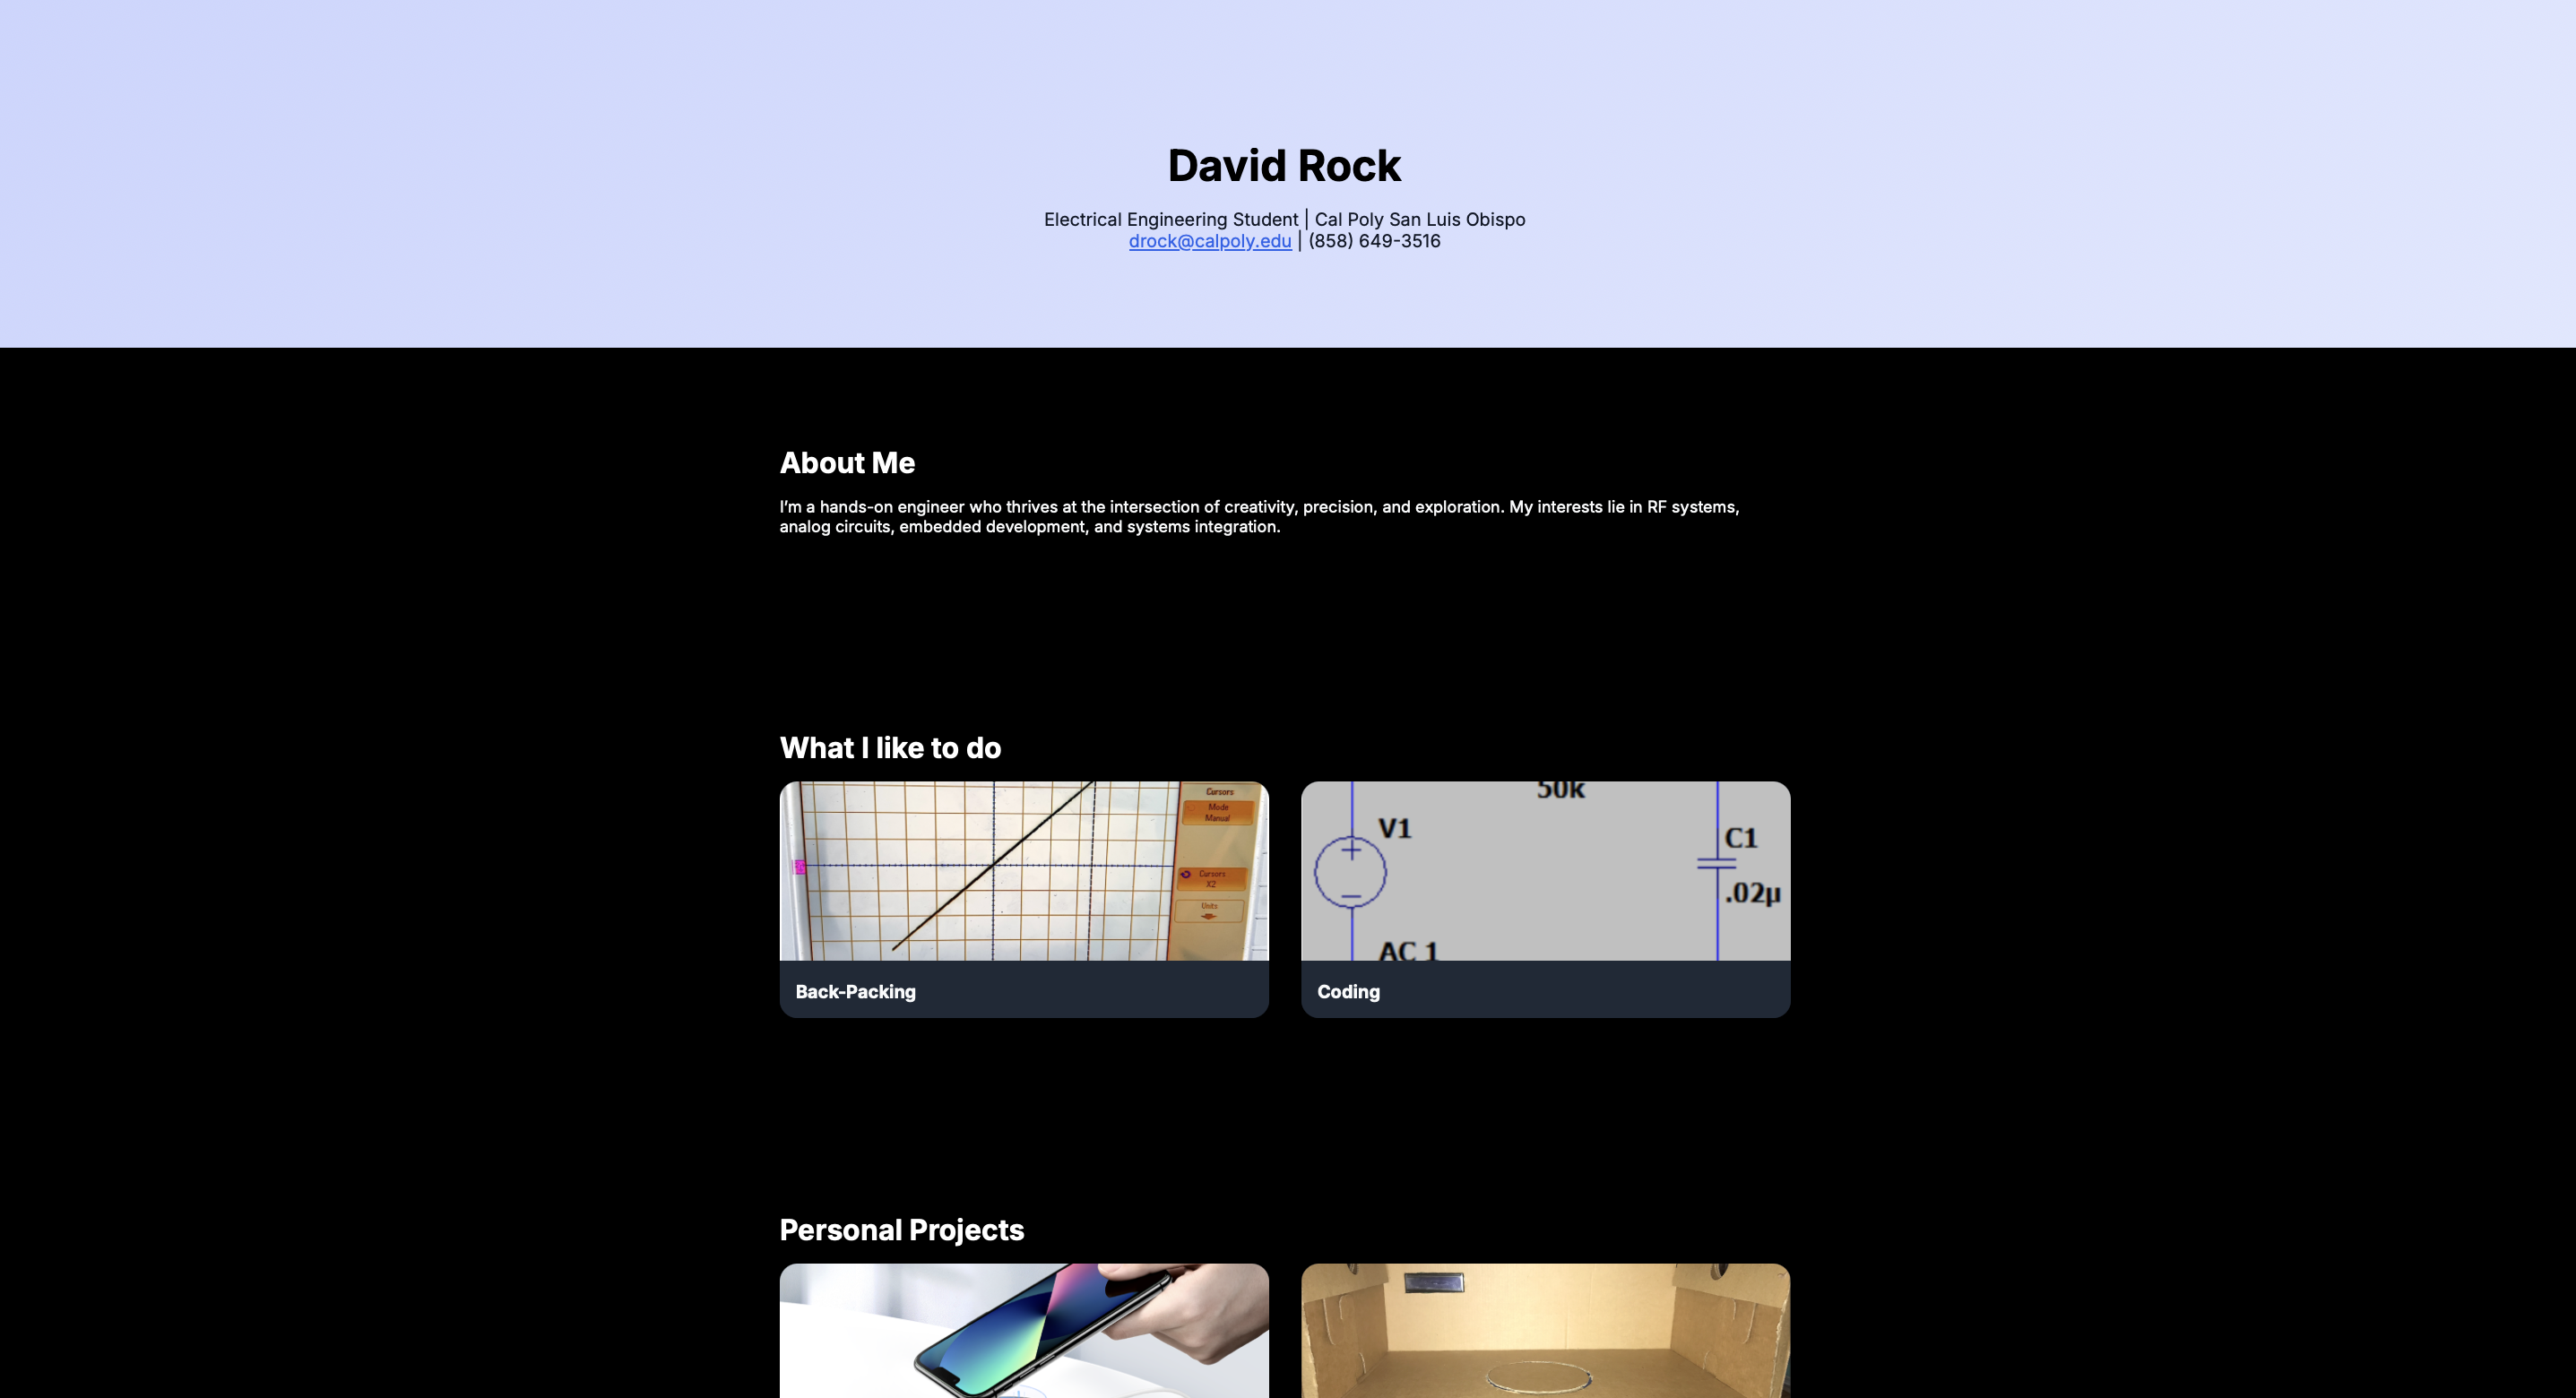 David Rock
Electrical Engineering Student | Cal Poly San Luis Obispo
drock@calpoly.edu | (858) 649-3516
About Me
I'm a hands-on engineer who thrives at the intersection of creativity, precision, and exploration. My interests lie in RF systems,
analog circuits, embedded development, and systems integration.
What I like to do
Cursors
Mode
Manual
Cursors
X2
Units
50k
V1
C1
.02µ
AC 1
Back-Packing
Coding
Personal Projects